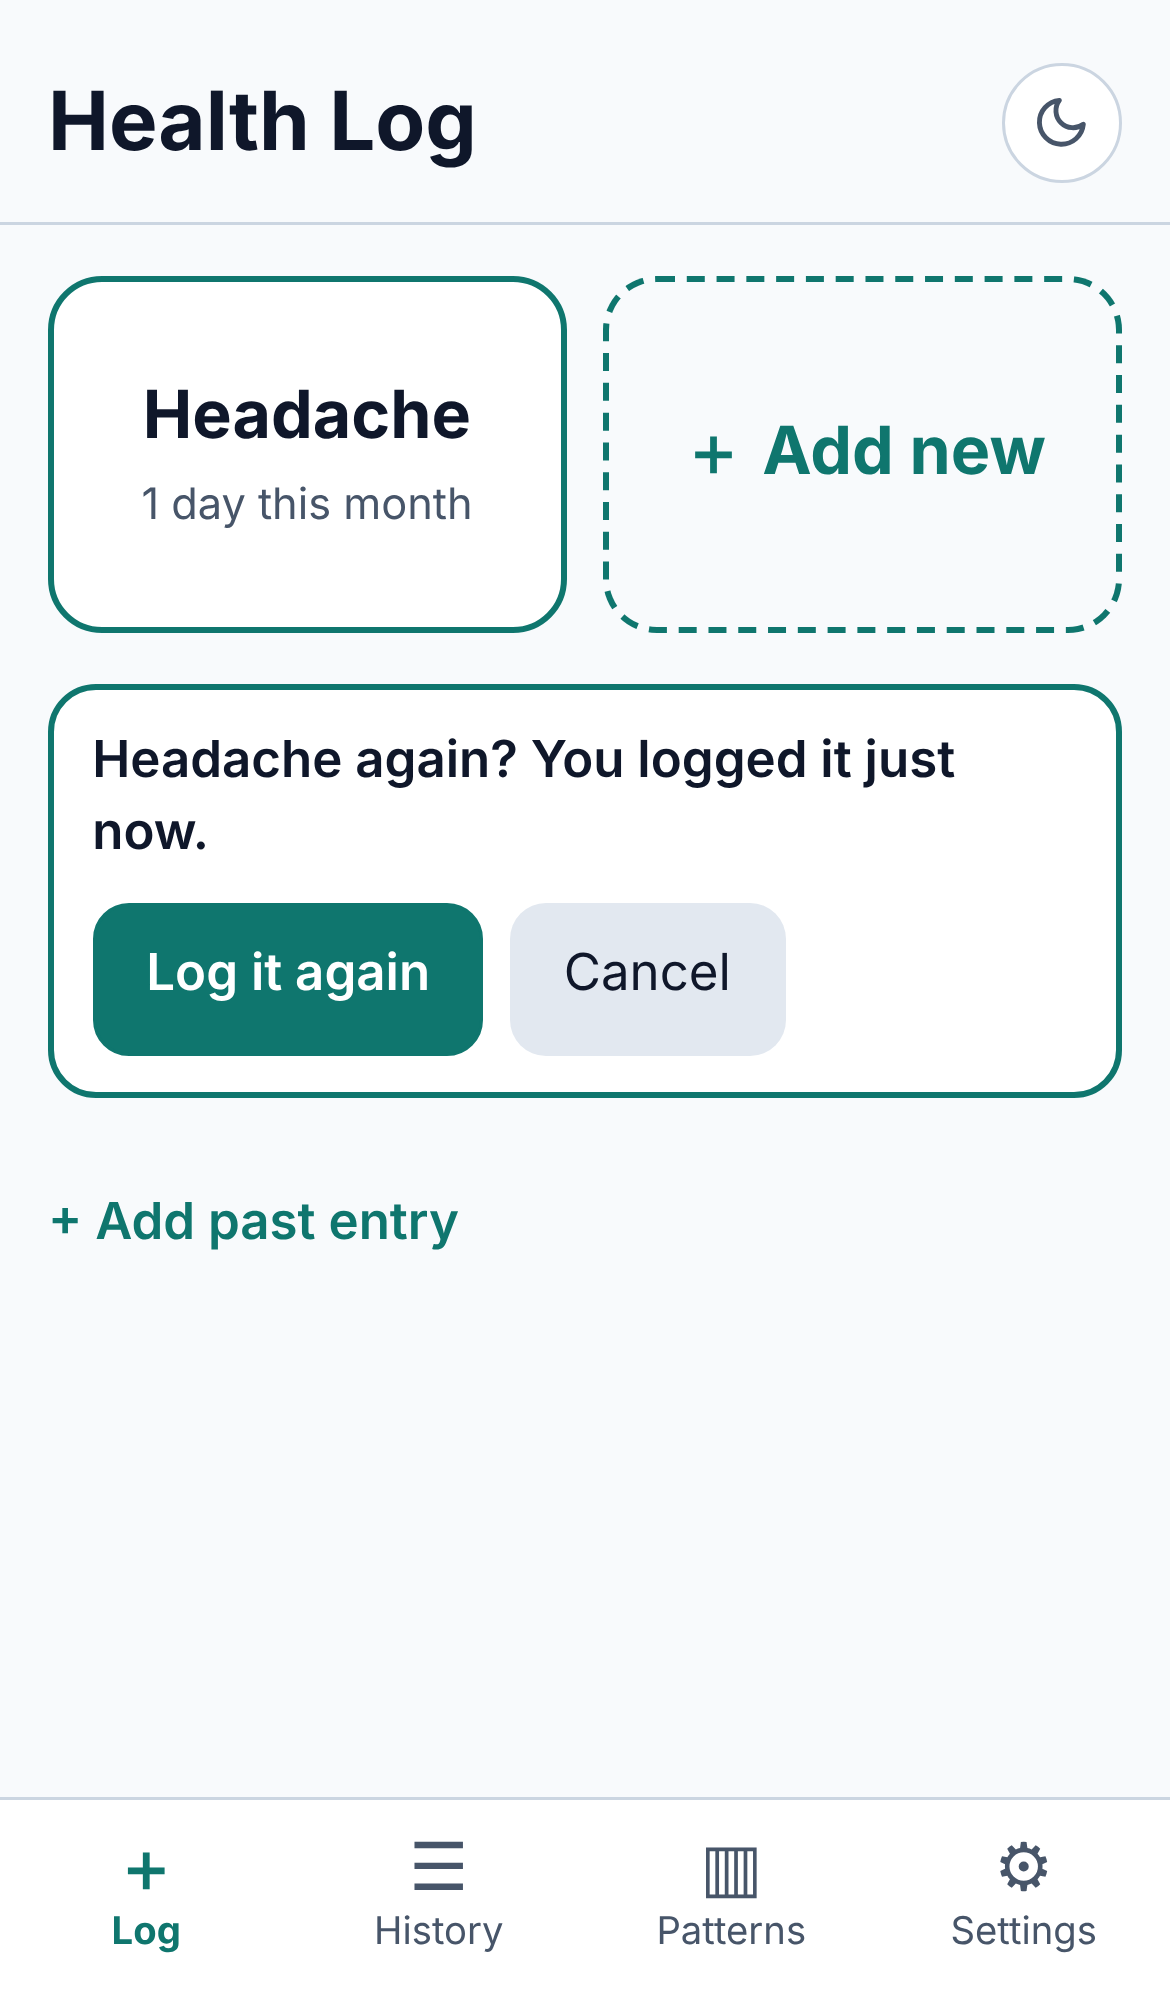 Health Log
Headache
1 day this month
+ Add new
Headache again? You logged it just
now.
Log it again
Cancel
+ Add past entry
Log
History
Patterns
Settings